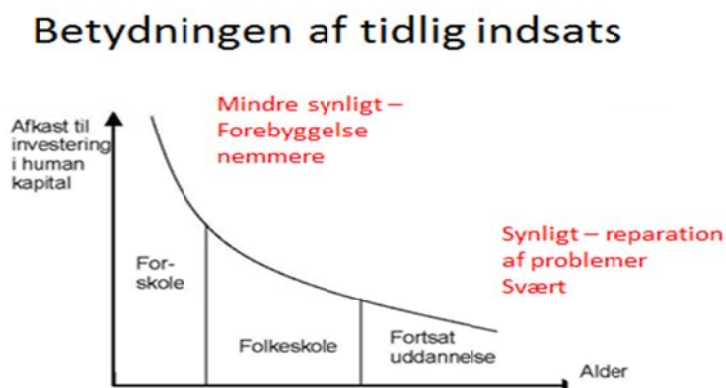 Betydningen af tidlig indsats
Mindre synligt –
Forebyggelse
nemmere
Afkast til
investering
i human
kapital
Synligt – reparation
af problemer
Svært
For-
skole
Folkeskole
Fortsat
uddannelse
Alder